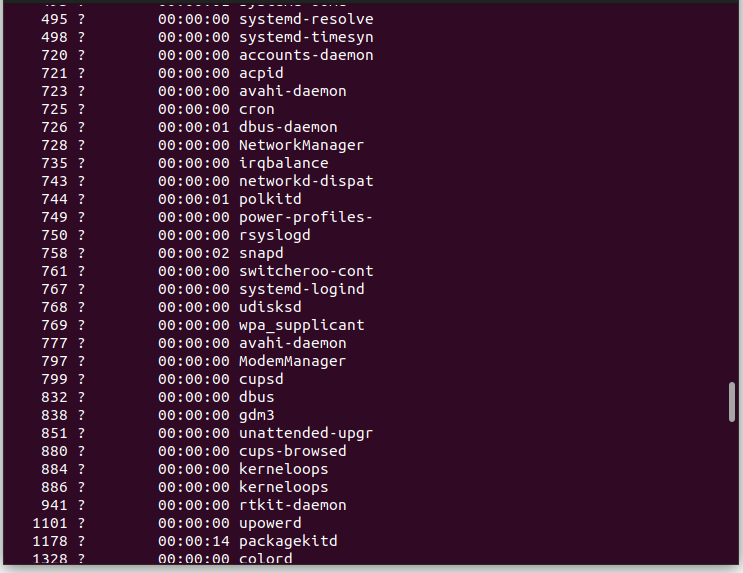 495 ? 00:00:00 systemd-resolve
498 ? 00:00:00 systemd-timesyn
720 ? 00:00:00 accounts-daemon
721 ? 00:00:00 acpid
723 ? 00:00:00 avahi-daemon
725 ? 00:00:00 cron
726 ? 00:00:01 dbus-daemon
728 ? 00:00:00 NetworkManager
735 ? 00:00:00 irqbalance
743 ? 00:00:00 networkd-dispat
744 ? 00:00:01 polkitd
749 ? 00:00:00 power-profiles-
750 ? 00:00:00 rsyslogd
758 ? 00:00:02 snapd
761 ? 00:00:00 switcheroo-cont
767 ? 00:00:00 systemd-logind
768 ? 00:00:00 udisksd
769 ? 00:00:00 wpa_supplicant
777 ? 00:00:00 avahi-daemon
797 ? 00:00:00 ModemManager
799 ? 00:00:00 cupsd
832 ? 00:00:00 dbus
838 ? 00:00:00 gdm3
851 ? 00:00:00 unattended-upgr
880 ? 00:00:00 cups-browsed
884 ? 00:00:00 kerneloops
886 ? 00:00:00 kerneloops
941 ? 00:00:00 rtkit-daemon
1101 ? 00:00:00 upowerd
1178 ? 00:00:14 packagekitd
1328 ? 00:00:00 colord